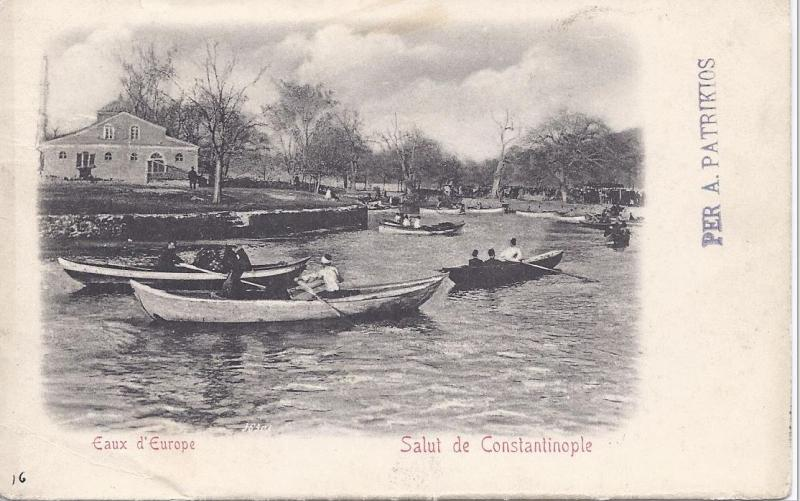 PER A. PATRIKIOS
Eaux d'Europe
Salut de Constantinople
16